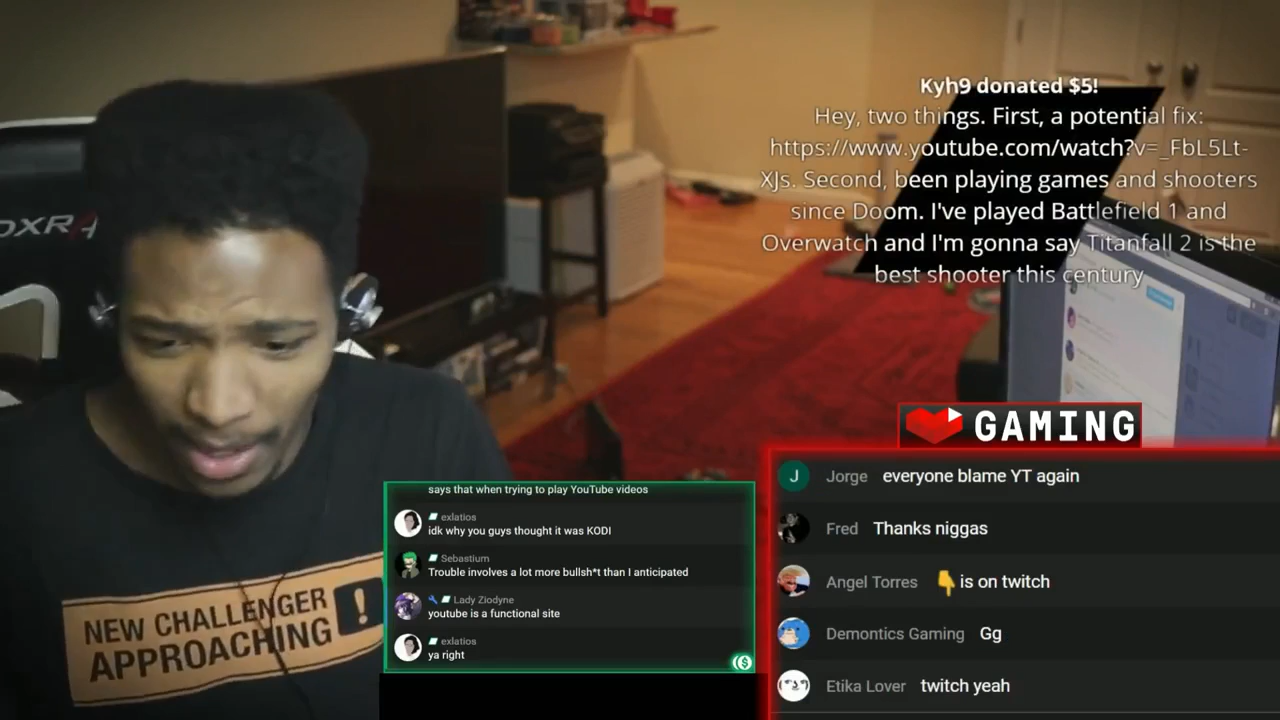 Kyh9 donated $5!
Hey, two things. First, a potential fix:
https://www.youtube.com/watch?v=_FbL5Lt-
XJs. Second, been playing games and shooters
since Doom. I've played Battlefield 1 and
Overwatch and I'm gonna say Titanfall 2 is the
best shooter this century
DXR
NEW CHALLENGER
APPROACHING !
says that when trying to play YouTube videos
exlatios
idk why you guys thought it was KODI
Sebastium
Trouble involves a lot more bullsh*t than I anticipated
Lady Ziodyne
youtube is a functional site
exlatios
ya right
GAMING
J Jorge everyone blame YT again
Fred Thanks niggas
Angel Torres 👇 is on twitch
Demontics Gaming Gg
Etika Lover twitch yeah